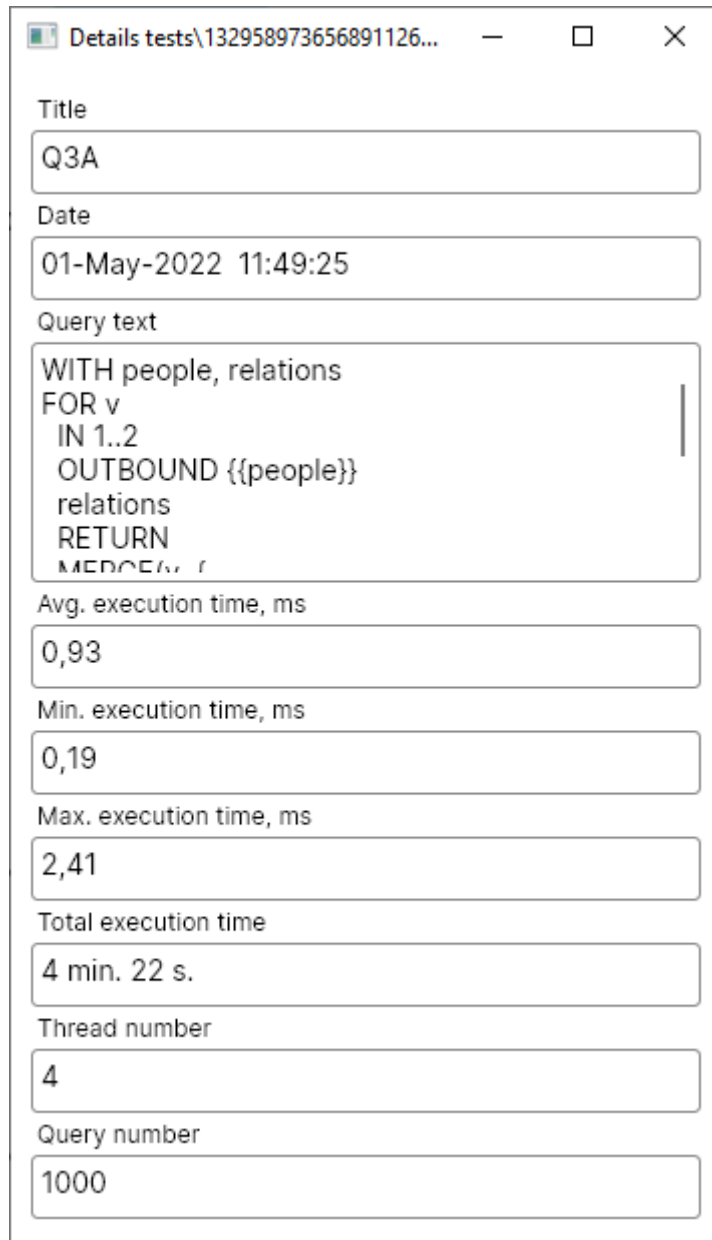 Details tests\132958973656891126...
Title
Q3A
Date
01-May-2022  11:49:25
Query text
WITH people, relations
FOR v
  IN 1..2
  OUTBOUND {{people}}
  relations
  RETURN
  MERGE(v, {
Avg. execution time, ms
0,93
Min. execution time, ms
0,19
Max. execution time, ms
2,41
Total execution time
4 min. 22 s.
Thread number
4
Query number
1000